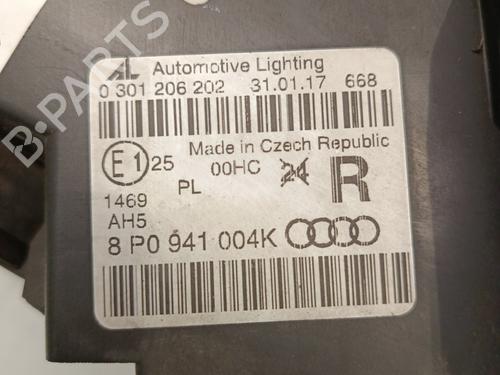 AL Automotive Lighting
0 301 206 202 31.01.17 668
Made in Czech Republic
E1 25 00HC 24 R
PL
1469
AH5
8 P0 941 004K
B-PARTS